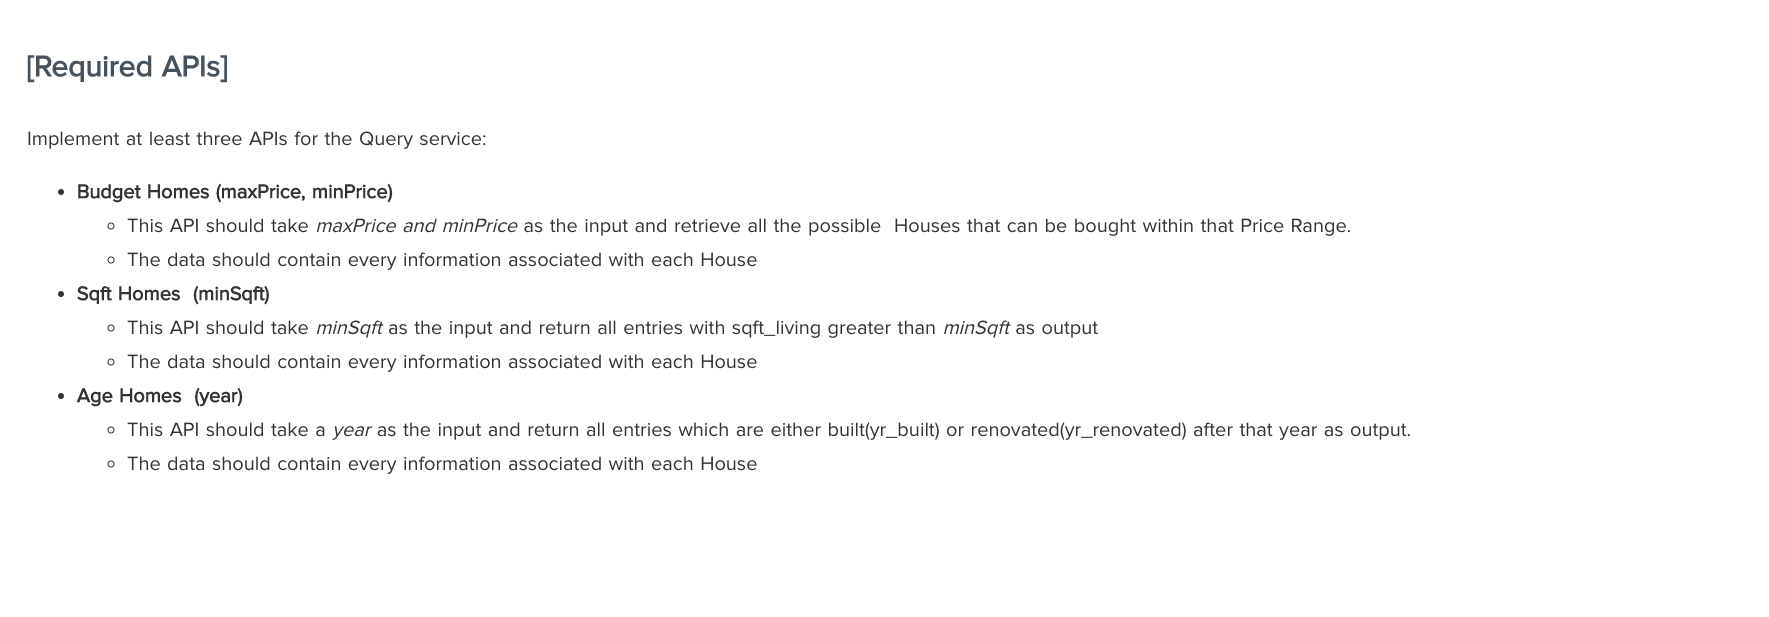 [Required APIs]
Implement at least three APIs for the Query service:
• Budget Homes (maxPrice, minPrice)
◦ This API should take maxPrice and minPrice as the input and retrieve all the possible  Houses that can be bought within that Price Range.
◦ The data should contain every information associated with each House
• Sqft Homes  (minSqft)
◦ This API should take minSqft as the input and return all entries with sqft_living greater than minSqft as output
◦ The data should contain every information associated with each House
• Age Homes  (year)
◦ This API should take a year as the input and return all entries which are either built(yr_built) or renovated(yr_renovated) after that year as output.
◦ The data should contain every information associated with each House